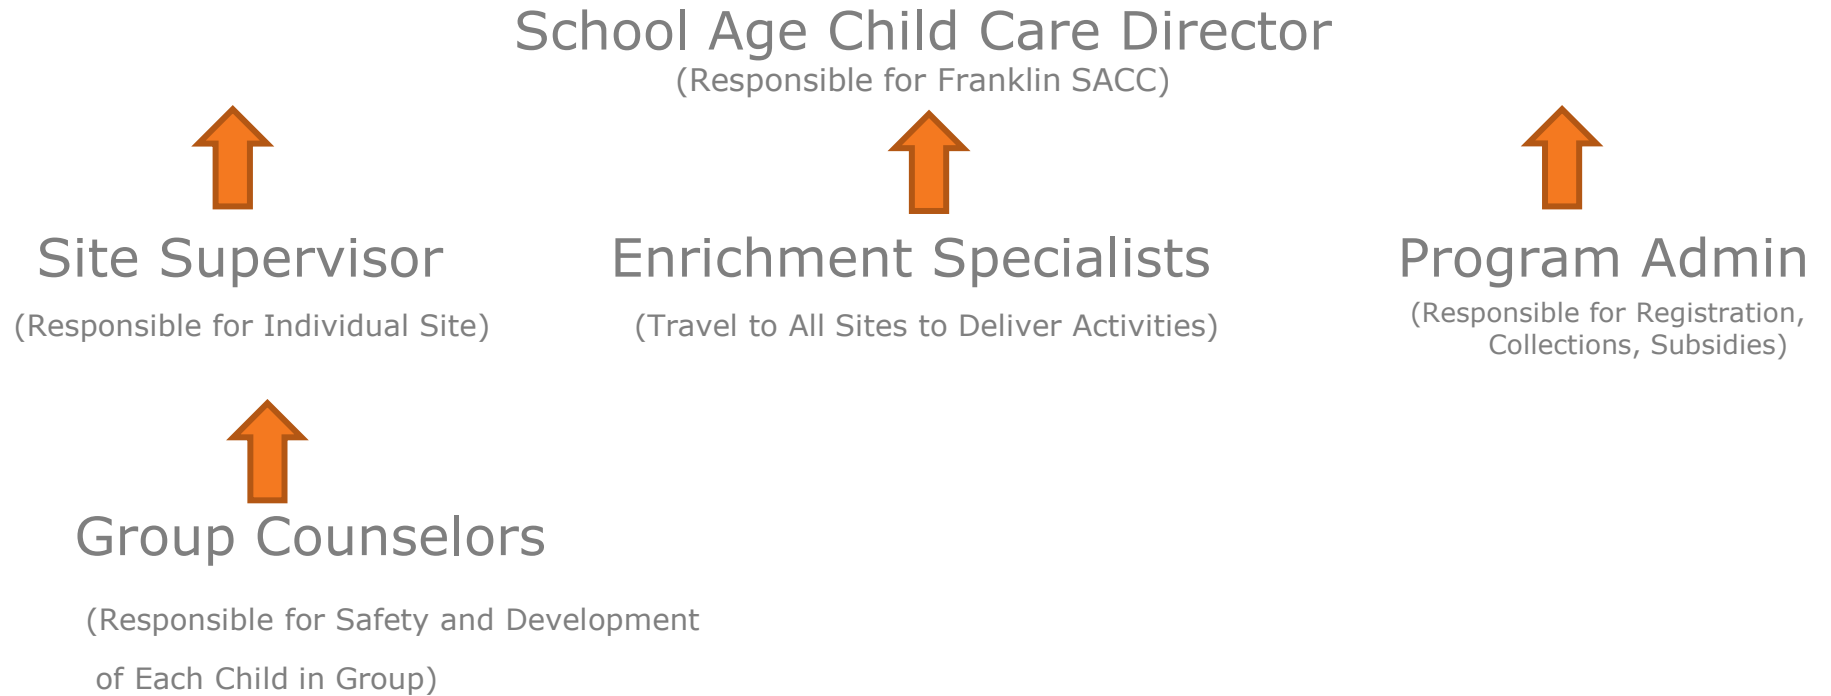 School Age Child Care Director
(Responsible for Franklin SACC)
Site Supervisor
(Responsible for Individual Site)
Enrichment Specialists
(Travel to All Sites to Deliver Activities)
Program Admin
(Responsible for Registration,
Collections, Subsidies)
Group Counselors
(Responsible for Safety and Development
of Each Child in Group)